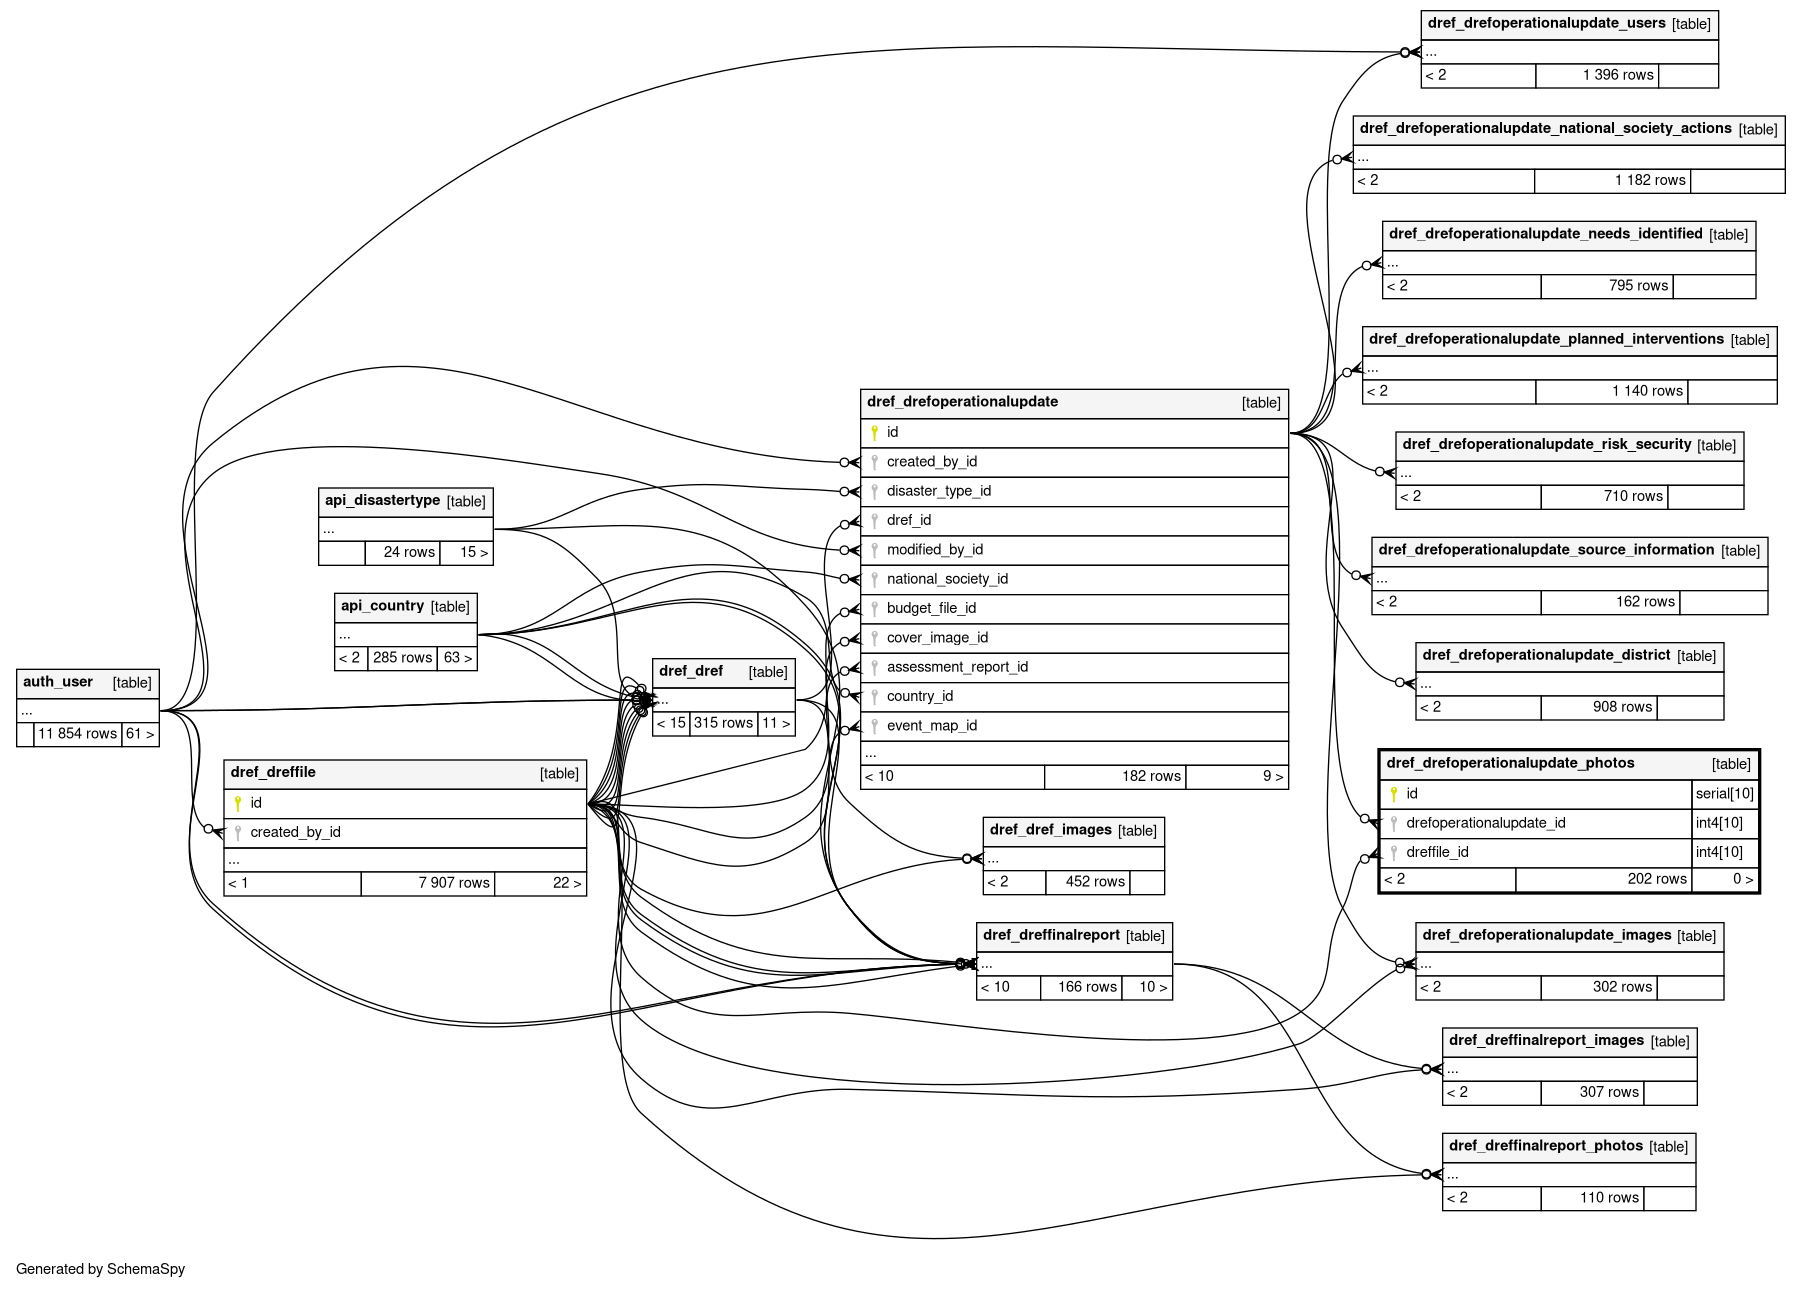 dref_drefoperationalupdate_users [table]
...
< 2 1 396 rows
dref_drefoperationalupdate_national_society_actions [table]
...
< 2 1 182 rows
dref_drefoperationalupdate_needs_identified [table]
...
< 2 795 rows
dref_drefoperationalupdate_planned_interventions [table]
...
< 2 1 140 rows
dref_drefoperationalupdate [table]
id
created_by_id
disaster_type_id
dref_id
modified_by_id
national_society_id
budget_file_id
cover_image_id
assessment_report_id
country_id
event_map_id
...
< 10 182 rows 9 >
dref_drefoperationalupdate_risk_security [table]
...
< 2 710 rows
api_disastertype [table]
...
24 rows 15 >
dref_drefoperationalupdate_source_information [table]
...
< 2 162 rows
api_country [table]
...
< 2 285 rows 63 >
dref_drefoperationalupdate_district [table]
...
< 2 908 rows
dref_dref [table]
...
< 15 315 rows 11 >
auth_user [table]
...
11 854 rows 61 >
dref_drefoperationalupdate_photos [table]
id serial[10]
drefoperationalupdate_id int4[10]
dreffile_id int4[10]
< 2 202 rows 0 >
dref_dreffile [table]
id
created_by_id
...
< 1 7 907 rows 22 >
dref_dref_images [table]
...
< 2 452 rows
dref_dreffinalreport [table]
...
< 10 166 rows 10 >
dref_drefoperationalupdate_images [table]
...
< 2 302 rows
dref_dreffinalreport_images [table]
...
< 2 307 rows
dref_dreffinalreport_photos [table]
...
< 2 110 rows
Generated by SchemaSpy